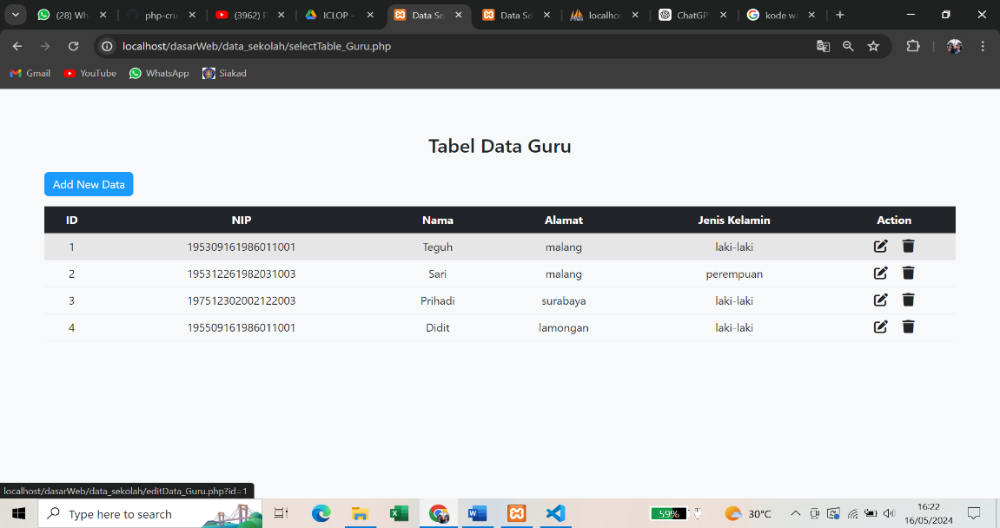 (28) Wh
php-cru
(3962) P
ICLOP -
Data Se
Data Se
localhos
ChatGP
kode wa
localhost/dasarWeb/data_sekolah/selectTable_Guru.php
Gmail YouTube WhatsApp Siakad
Tabel Data Guru
Add New Data
ID NIP Nama Alamat Jenis Kelamin Action
1 195309161986011001 Teguh malang laki-laki
2 195312261982031003 Sari malang perempuan
3 197512302002122003 Prihadi surabaya laki-laki
4 195509161986011001 Didit lamongan laki-laki
localhost/dasarWeb/data_sekolah/editData_Guru.php?id=1
Type here to search
59%
30°C
16:22
16/05/2024